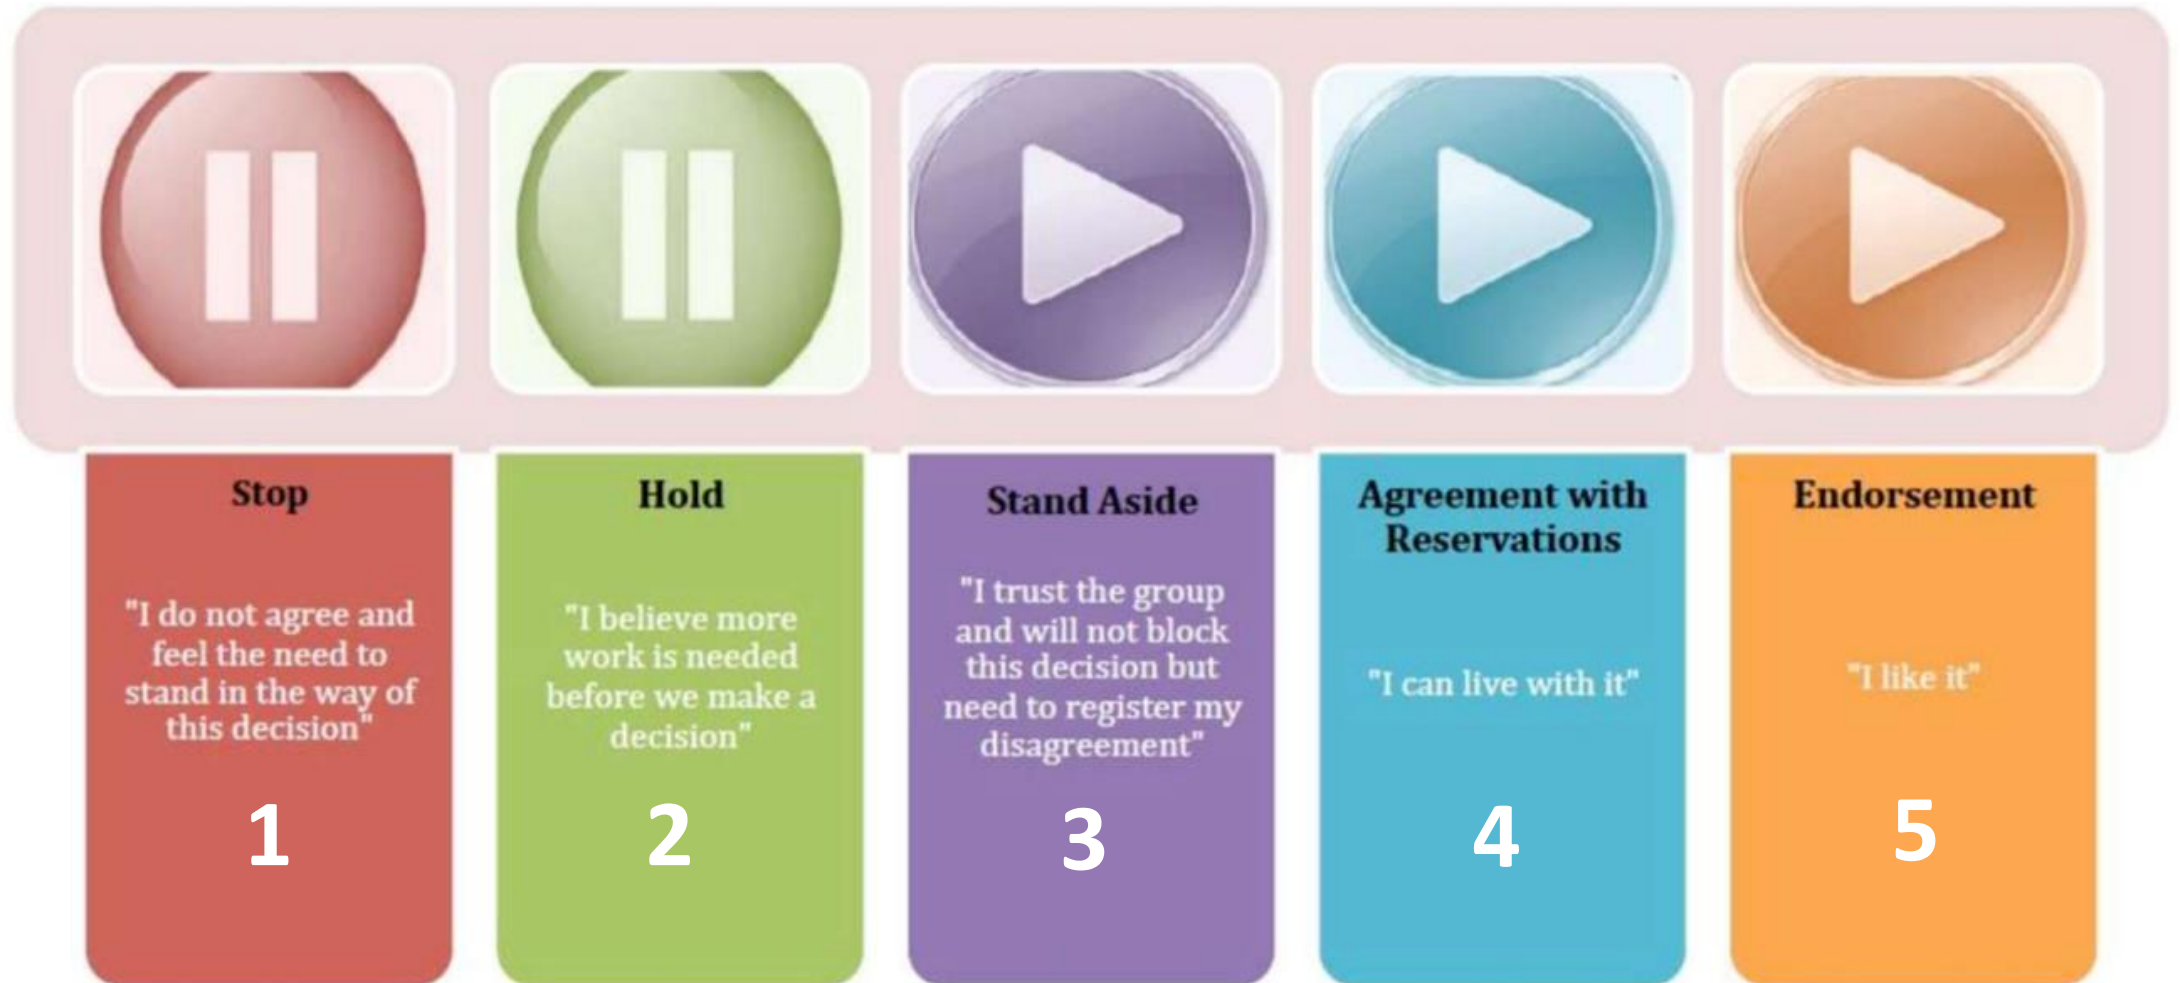 Stop
"I do not agree and
feel the need to
stand in the way of
this decision"
1
Hold
"I believe more
work is needed
before we make a
decision"
2
Stand Aside
"I trust the group
and will not block
this decision but
need to register my
disagreement"
3
Agreement with
Reservations
"I can live with it"
4
Endorsement
"I like it"
5